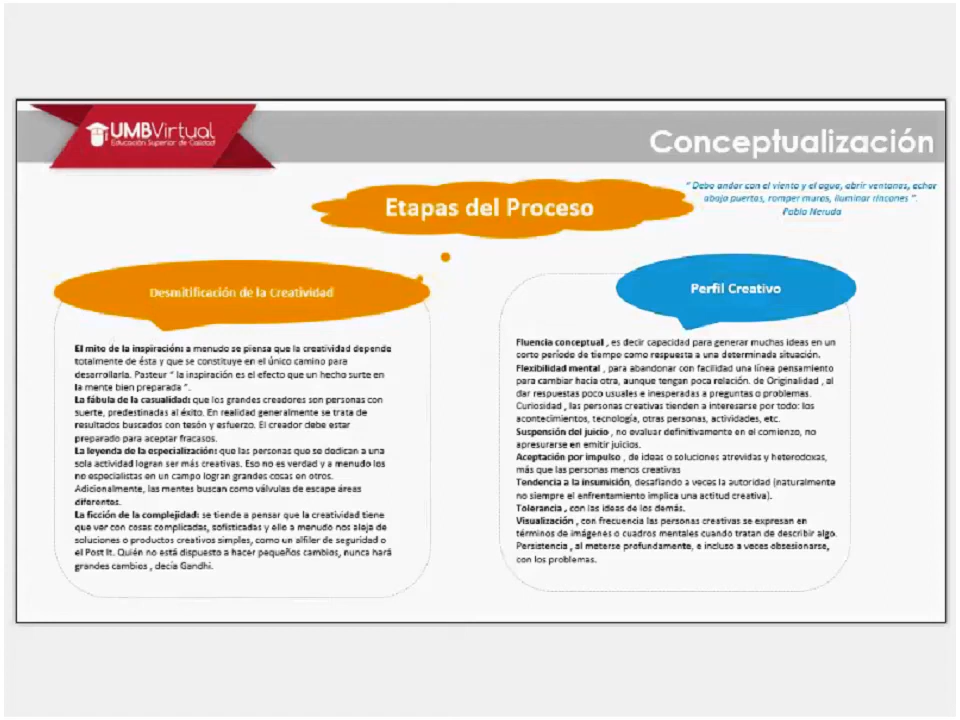 UMBVirtual
Educación Superior de Calidad
Conceptualización
" Debo andar con el viento y el agua, abrir ventanas, echar
abajo puertas, romper muros, iluminar rincones ".
Pablo Neruda
Etapas del Proceso
Desmitificación de la Creatividad
El mito de la inspiración: a menudo se piensa que la creatividad depende
totalmente de ésta y que se constituye en el único camino para
desarrollarla. Pasteur " la inspiración es el efecto que un hecho surte en
la mente bien preparada ".
La fábula de la casualidad: que los grandes creadores son personas con
suerte, predestinadas al éxito. En realidad generalmente se trata de
resultados buscados con tesón y esfuerzo. El creador debe estar
preparado para aceptar fracasos.
La leyenda de la especialización: que las personas que se dedican a una
sola actividad logran ser más creativas. Eso no es verdad y a menudo los
no especialistas en un campo logran grandes cosas en otros.
Adicionalmente, las mentes buscan como válvulas de escape áreas
diferentes.
La ficción de la complejidad: se tiende a pensar que la creatividad tiene
que ver con cosas complicadas, sofisticadas y ello a menudo nos aleja de
soluciones o productos creativos simples, como un alfiler de seguridad o
el Post It. Quién no está dispuesto a hacer pequeños cambios, nunca hará
grandes cambios , decía Gandhi.
Perfil Creativo
Fluencia conceptual , es decir capacidad para generar muchas ideas en un
corto período de tiempo como respuesta a una determinada situación.
Flexibilidad mental , para abandonar con facilidad una línea pensamiento
para cambiar hacia otra, aunque tengan poca relación. de Originalidad , al
dar respuestas poco usuales e inesperadas a preguntas o problemas.
Curiosidad , las personas creativas tienden a interesarse por todo: los
acontecimientos, tecnología, otras personas, actividades, etc.
Suspensión del juicio , no evaluar definitivamente en el comienzo, no
apresurarse en emitir juicios.
Aceptación por impulso , de ideas o soluciones atrevidas y heterodoxas,
más que las personas menos creativas
Tendencia a la insumisión, desafiando a veces la autoridad (naturalmente
no siempre el enfrentamiento implica una actitud creativa).
Tolerancia , con las ideas de los demás.
Visualización , con frecuencia las personas creativas se expresan en
términos de imágenes o cuadros mentales cuando tratan de describir algo.
Persistencia , al meterse profundamente, e incluso a veces obsesionarse,
con los problemas.